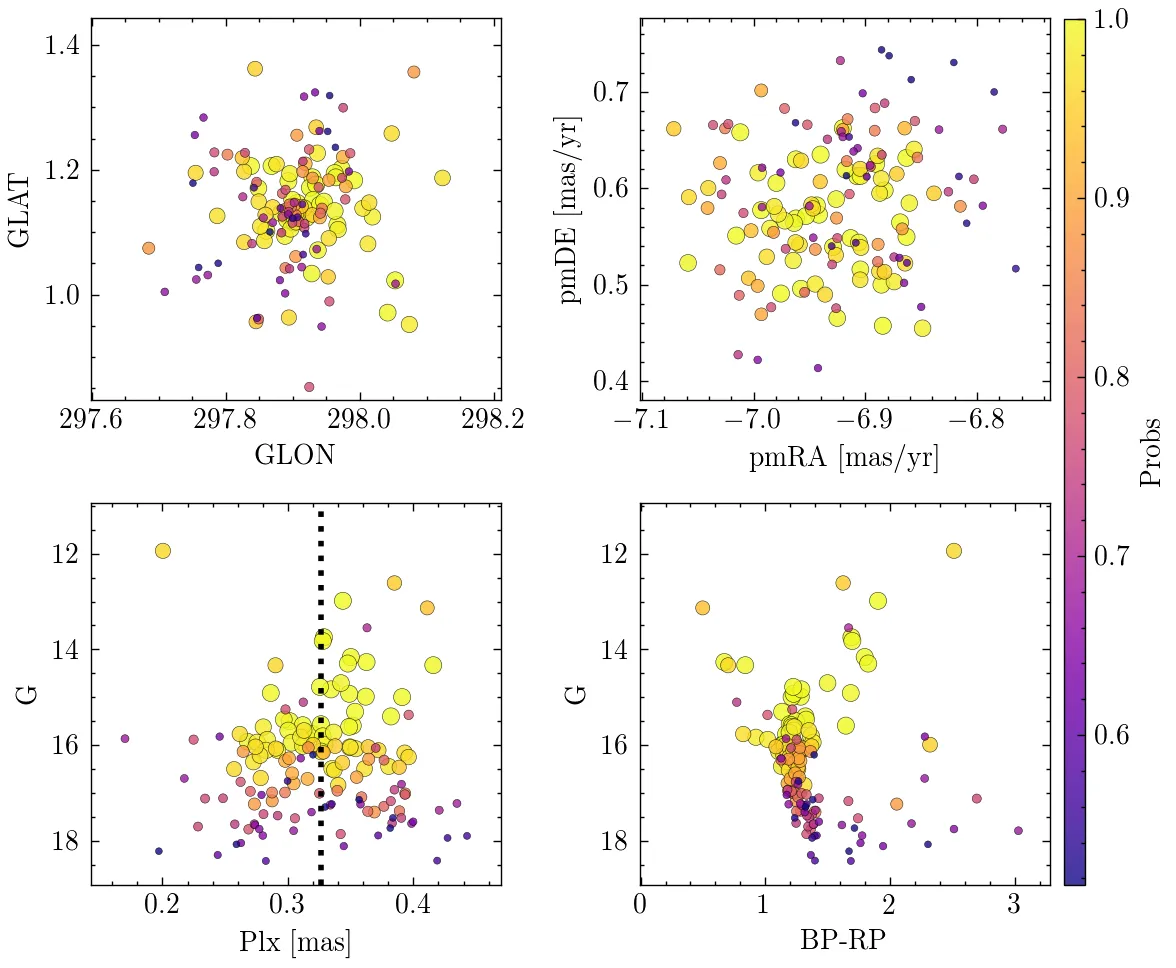 1.4
1.2
1.0
GLAT
297.6 297.8 298.0 298.2
GLON
0.7
0.6
0.5
0.4
pmDE [mas/yr]
−7.1 −7.0 −6.9 −6.8
pmRA [mas/yr]
1.0
0.9
0.8
0.7
0.6
Probs
12
14
16
18
G
0.2 0.3 0.4
Plx [mas]
12
14
16
18
G
0 1 2 3
BP-RP